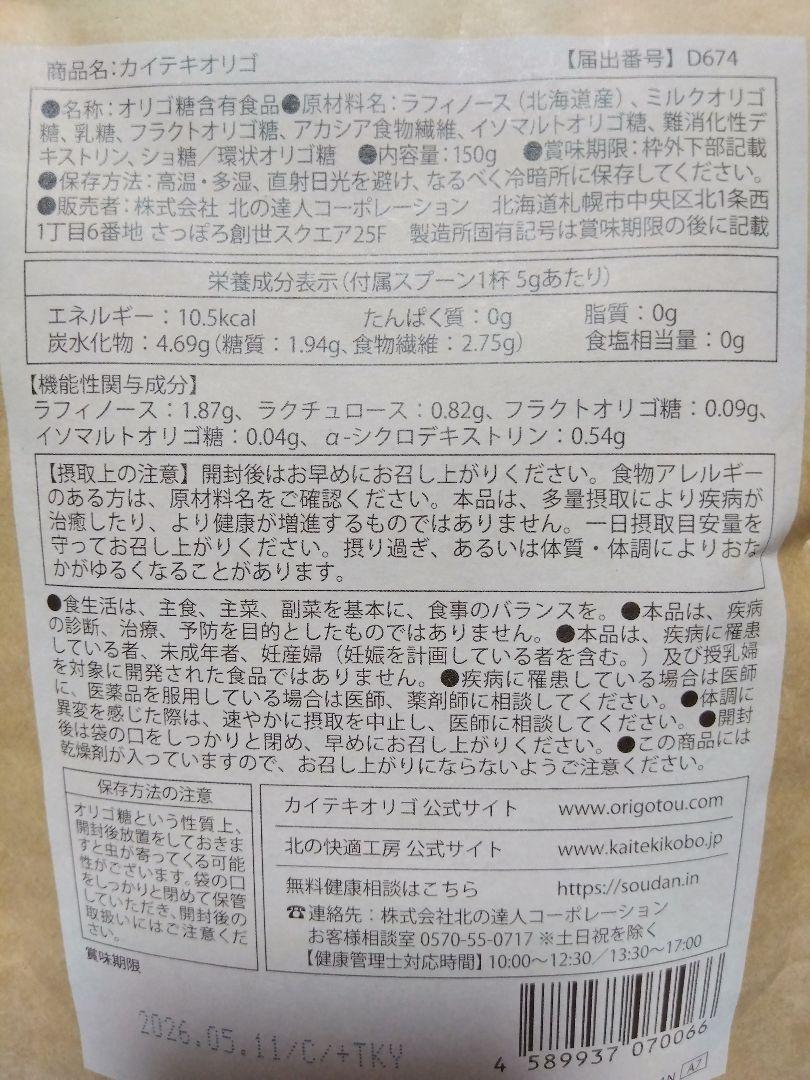 商品名：カイテキオリゴ 【届出番号】D674
●名称：オリゴ糖含有食品●原材料名：ラフィノース（北海道産）、ミルクオリゴ
糖、乳糖、フラクトオリゴ糖、アカシア食物繊維、イソマルトオリゴ糖、難消化性デ
キストリン、ショ糖／環状オリゴ糖 ●内容量：150g ●賞味期限：枠外下部記載
●保存方法：高温・多湿、直射日光を避け、なるべく冷暗所に保存してください。
●販売者：株式会社 北の達人コーポレーション 北海道札幌市中央区北1条西
1丁目6番地 さっぽろ創世スクエア25F 製造所固有記号は賞味期限の後に記載
栄養成分表示（付属スプーン1杯 5gあたり）
エネルギー：10.5kcal たんぱく質：0g 脂質：0g
炭水化物：4.69g（糖質：1.94g、食物繊維：2.75g） 食塩相当量：0g
【機能性関与成分】
ラフィノース：1.87g、ラクチュロース：0.82g、フラクトオリゴ糖：0.09g、
イソマルトオリゴ糖：0.04g、α-シクロデキストリン：0.54g
【摂取上の注意】開封後はお早めにお召し上がりください。食物アレルギー
のある方は、原材料名をご確認ください。本品は、多量摂取により疾病が
治癒したり、より健康が増進するものではありません。一日摂取目安量を
守ってお召し上がりください。摂り過ぎ、あるいは体質・体調によりおな
かがゆるくなることがあります。
●食生活は、主食、主菜、副菜を基本に、食事のバランスを。●本品は、疾病
の診断、治療、予防を目的としたものではありません。●本品は、疾病に罹患
している者、未成年者、妊産婦（妊娠を計画している者を含む。）及び授乳婦
を対象に開発された食品ではありません。●疾病に罹患している場合は医師
に、医薬品を服用している場合は医師、薬剤師に相談してください。●体調に
異変を感じた際は、速やかに摂取を中止し、医師に相談してください。●開封
後は袋の口をしっかりと閉め、早めにお召し上がりください。●この商品には
乾燥剤が入っていますので、お召し上がりにならないようご注意ください。
保存方法の注意
オリゴ糖という性質上、
開封後放置をしておきま
すと虫が寄ってくる可能
性がございます。袋の口
をしっかりと閉めて保管
していただき、開封後の
取扱いにはご注意くだ
さい。
賞味期限
カイテキオリゴ 公式サイト www.origotou.com
北の快適工房 公式サイト www.kaitekikobo.jp
無料健康相談はこちら https://soudan.in
☎連絡先：株式会社北の達人コーポレーション
お客様相談室 0570-55-0717 ※土日祝を除く
【健康管理士対応時間】10:00～12:30／13:30～17:00
2026.05.11/C/+TKY
4 589937 070066
A7